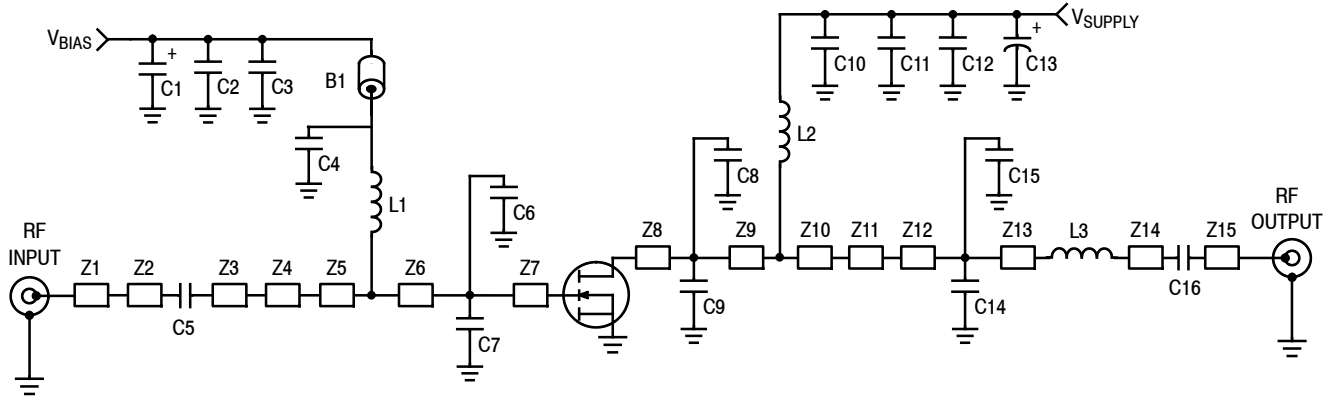 VBIAS
+
C1
C2
C3
B1
C4
L1
C6
C7
RF
INPUT
Z1
Z2
C5
Z3
Z4
Z5
Z6
Z7
VSUPPLY
+
C10
C11
C12
C13
L2
C8
C9
C15
C14
Z8
Z9
Z10
Z11
Z12
Z13
L3
Z14
C16
Z15
RF
OUTPUT